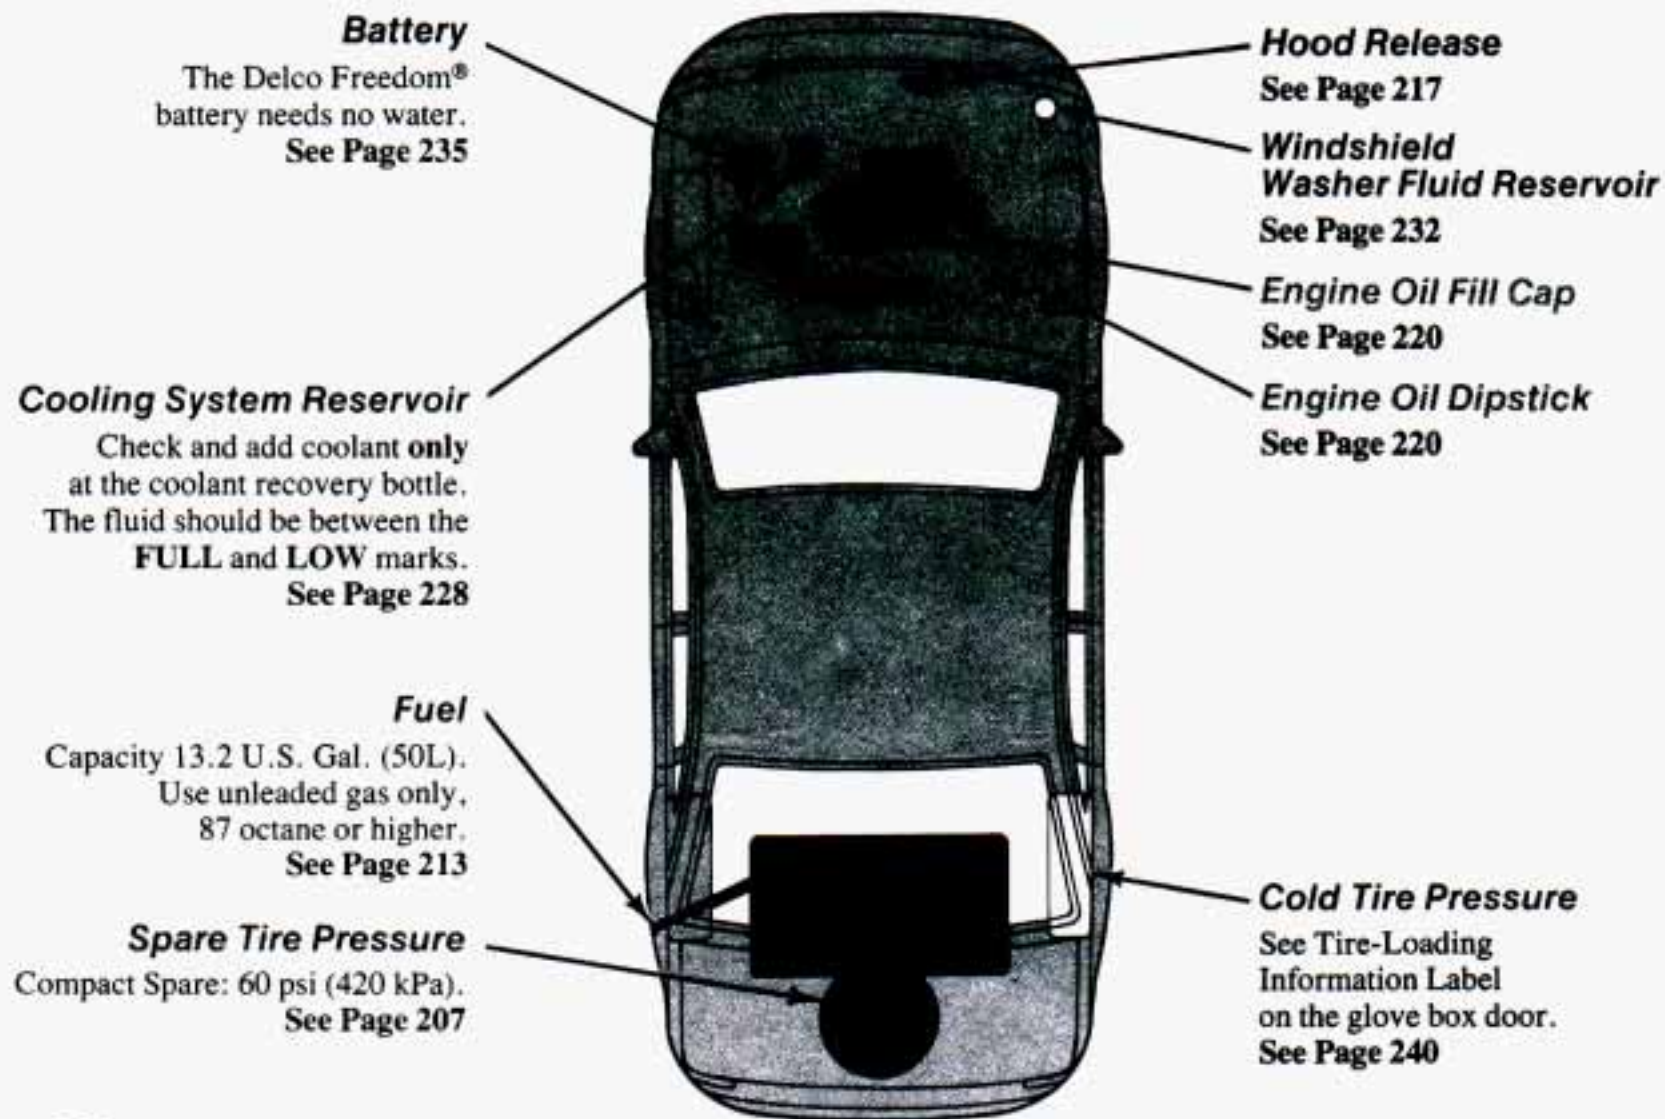 Battery
The Delco Freedom®
battery needs no water.
See Page 235
Cooling System Reservoir
Check and add coolant only
at the coolant recovery bottle.
The fluid should be between the
FULL and LOW marks.
See Page 228
Fuel
Capacity 13.2 U.S. Gal. (50L).
Use unleaded gas only,
87 octane or higher.
See Page 213
Spare Tire Pressure
Compact Spare: 60 psi (420 kPa).
See Page 207
Hood Release
See Page 217
Windshield
Washer Fluid Reservoir
See Page 232
Engine Oil Fill Cap
See Page 220
Engine Oil Dipstick
See Page 220
Cold Tire Pressure
See Tire-Loading
Information Label
on the glove box door.
See Page 240